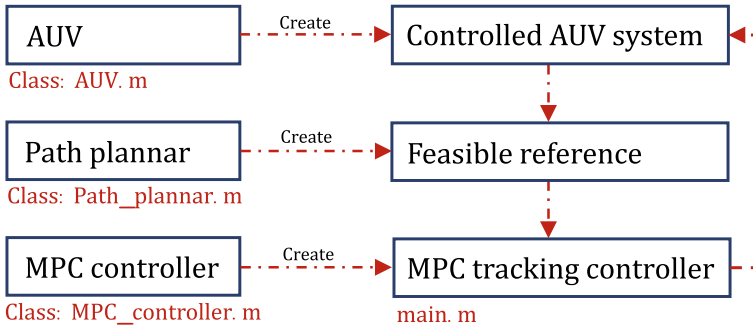 AUV
Create
Controlled AUV system
Class: AUV. m
Path plannar
Create
Feasible reference
Class: Path_plannar. m
MPC controller
Create
MPC tracking controller
Class: MPC_controller. m
main. m